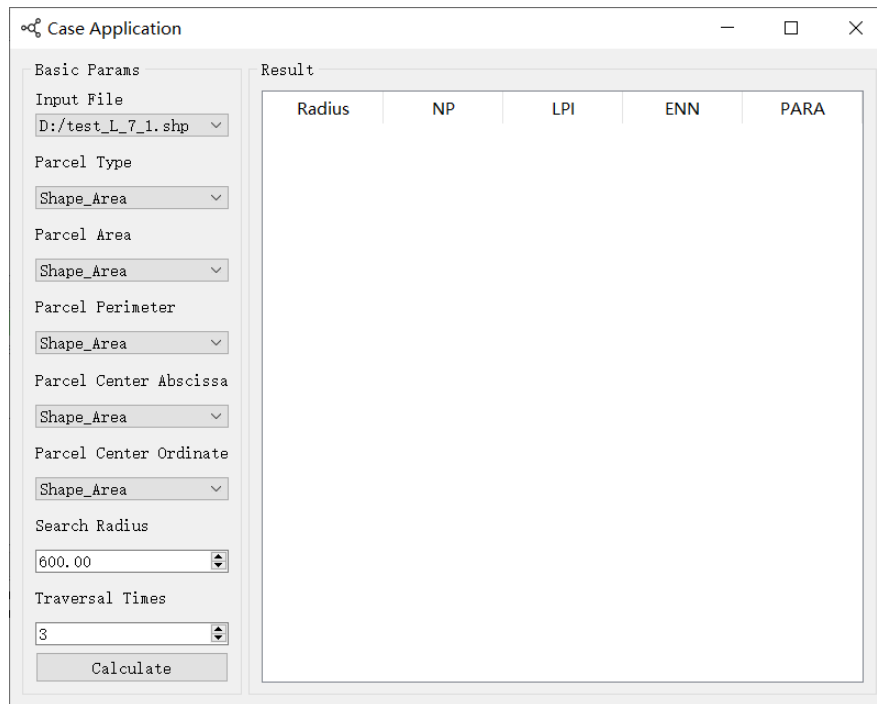 Case Application
Basic Params
Input File
D:/test_L_7_1.shp
Parcel Type
Shape_Area
Parcel Area
Shape_Area
Parcel Perimeter
Shape_Area
Parcel Center Abscissa
Shape_Area
Parcel Center Ordinate
Shape_Area
Search Radius
600.00
Traversal Times
3
Calculate
Result
Radius NP LPI ENN PARA